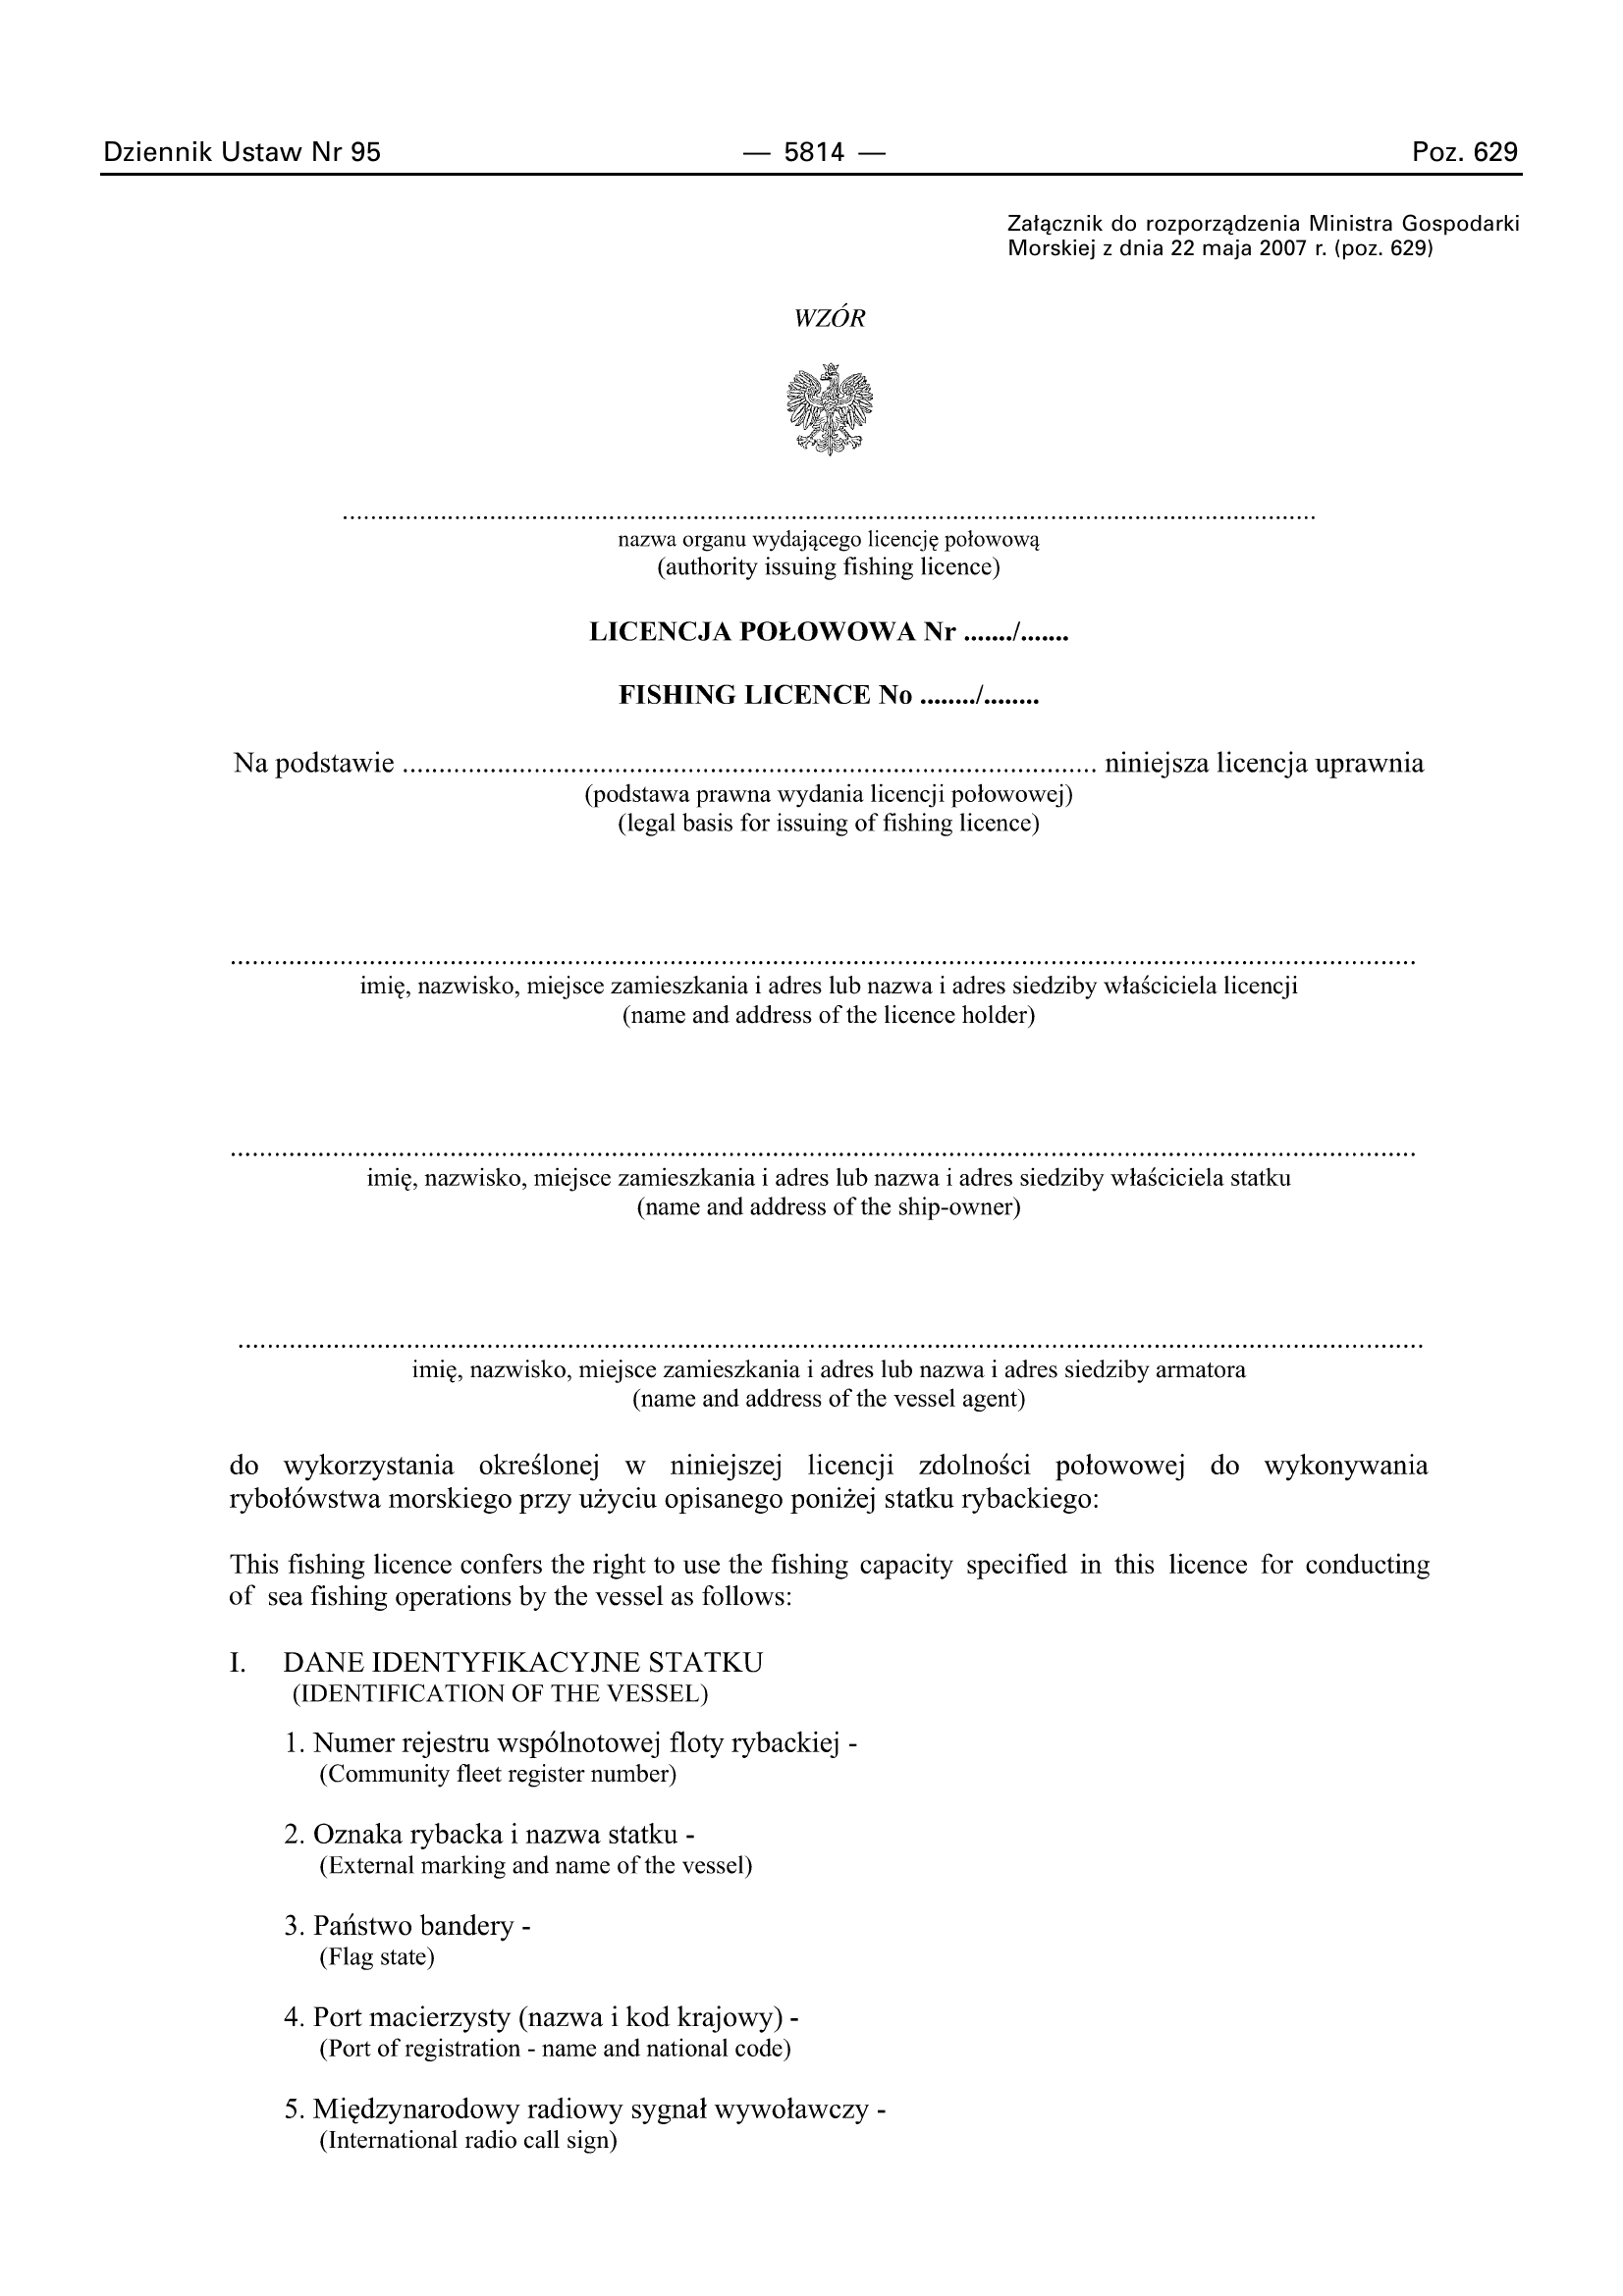 Dziennik Ustaw Nr 95 — 5814 — Poz. 629
Załącznik do rozporządzenia Ministra Gospodarki
Morskiej z dnia 22 maja 2007 r. (poz. 629)
WZÓR
..........................................................................................................................................
nazwa organu wydającego licencję połowową
(authority issuing fishing licence)
LICENCJA POŁOWOWA Nr ......./.......
FISHING LICENCE No ......../........
Na podstawie ................................................................................................ niniejsza licencja uprawnia
(podstawa prawna wydania licencji połowowej)
(legal basis for issuing of fishing licence)
....................................................................................................................................................................
imię, nazwisko, miejsce zamieszkania i adres lub nazwa i adres siedziby właściciela licencji
(name and address of the licence holder)
....................................................................................................................................................................
imię, nazwisko, miejsce zamieszkania i adres lub nazwa i adres siedziby właściciela statku
(name and address of the ship-owner)
....................................................................................................................................................................
imię, nazwisko, miejsce zamieszkania i adres lub nazwa i adres siedziby armatora
(name and address of the vessel agent)
do wykorzystania określonej w niniejszej licencji zdolności połowowej do wykonywania
rybołówstwa morskiego przy użyciu opisanego poniżej statku rybackiego:
This fishing licence confers the right to use the fishing capacity specified in this licence for conducting
of sea fishing operations by the vessel as follows:
I. DANE IDENTYFIKACYJNE STATKU
(IDENTIFICATION OF THE VESSEL)
1. Numer rejestru wspólnotowej floty rybackiej -
(Community fleet register number)
2. Oznaka rybacka i nazwa statku -
(External marking and name of the vessel)
3. Państwo bandery -
(Flag state)
4. Port macierzysty (nazwa i kod krajowy) -
(Port of registration - name and national code)
5. Międzynarodowy radiowy sygnał wywoławczy -
(International radio call sign)